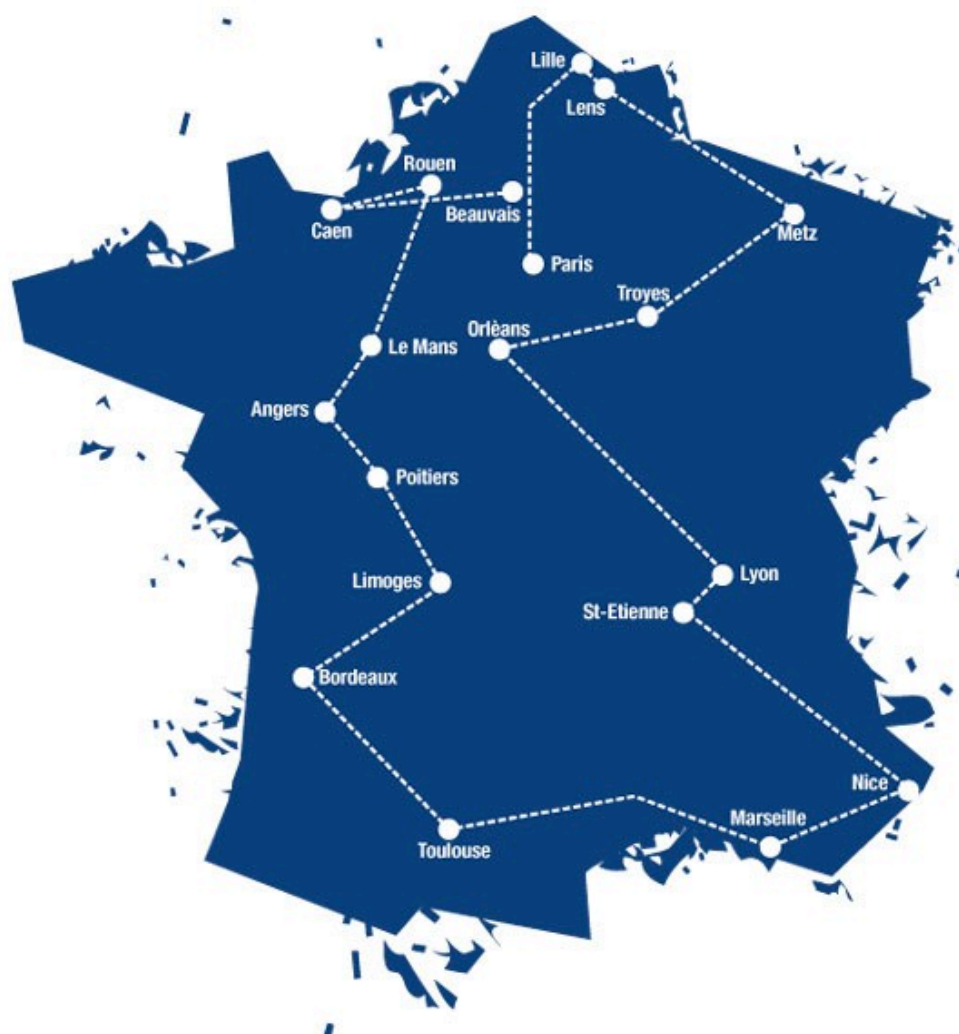 Lille
Lens
Rouen
Beauvais
Caen
Metz
Paris
Troyes
Orlèans
Le Mans
Angers
Poitiers
Limoges
Lyon
St-Etienne
Bordeaux
Nice
Marseille
Toulouse